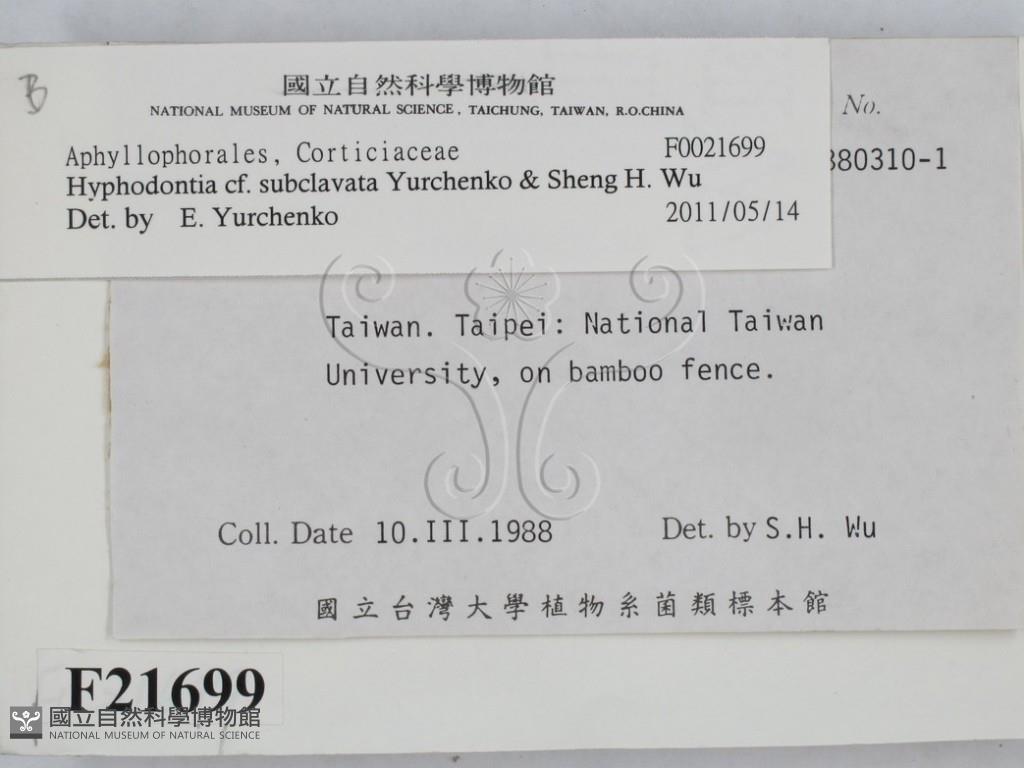 B
國立自然科學博物館
NATIONAL MUSEUM OF NATURAL SCIENCE, TAICHUNG, TAIWAN, R.O.CHINA
Aphyllophorales, Corticiaceae F0021699
Hyphodontia cf. subclavata Yurchenko & Sheng H. Wu
Det. by E. Yurchenko 2011/05/14
No.
880310-1
Taiwan. Taipei: National Taiwan
University, on bamboo fence.
Coll. Date 10.III.1988 Det. by S.H. Wu
國立台灣大學植物系菌類標本館
F21699
國立自然科學博物館
NATIONAL MUSEUM OF NATURAL SCIENCE